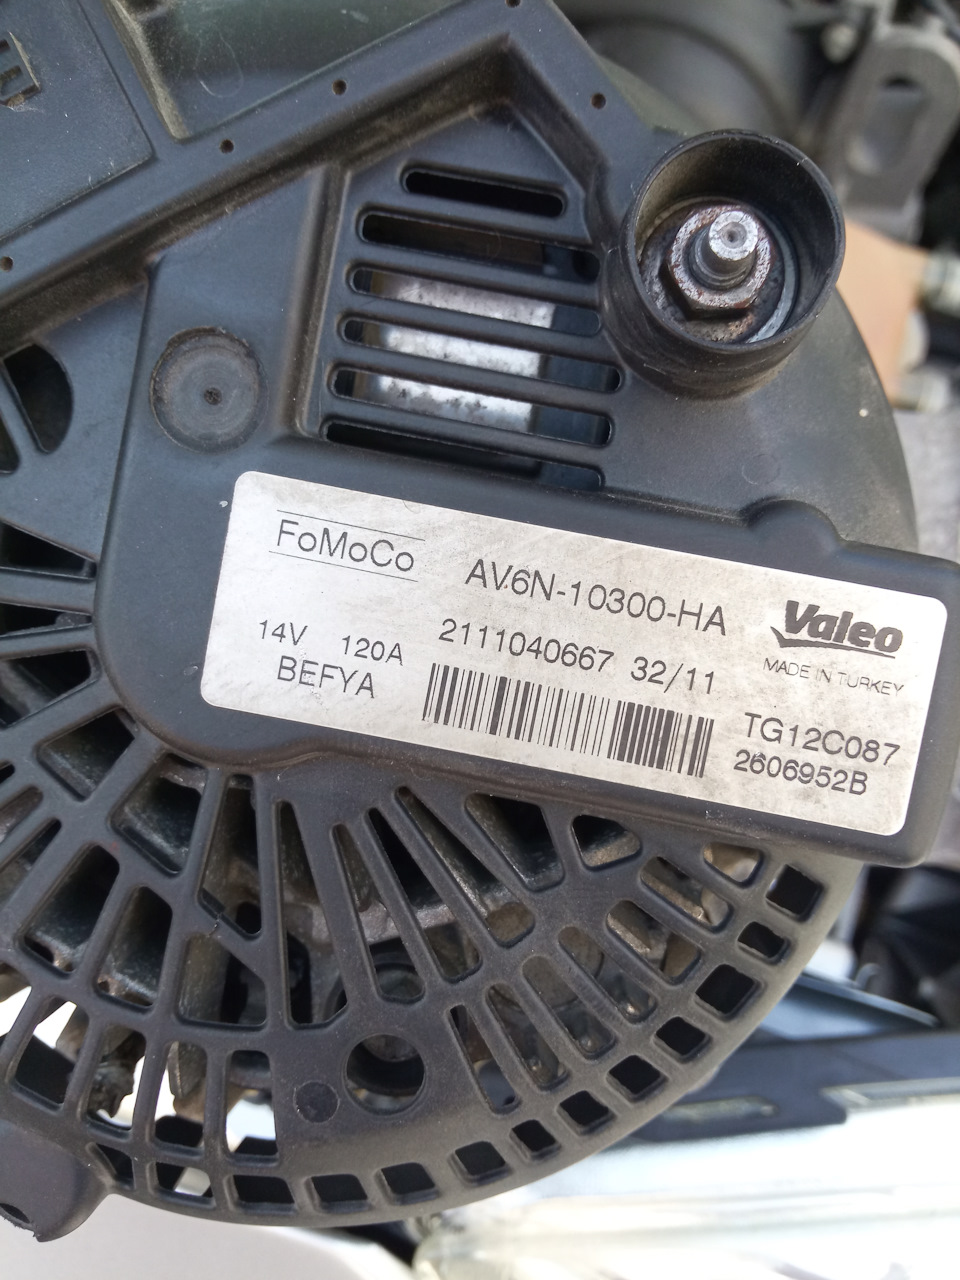 FoMoCo
AV6N-10300-HA
Valeo
MADE IN TURKEY
14V 120A
2111040667 32/11
BEFYA
TG12C087
2606952B